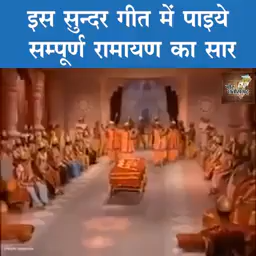 इस सुन्दर गीत में पाइये
सम्पूर्ण रामायण का सार